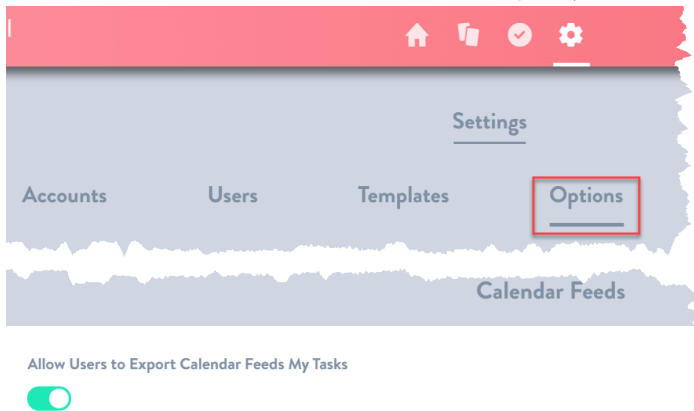 Settings
Accounts Users Templates Options
Calendar Feeds
Allow Users to Export Calendar Feeds My Tasks